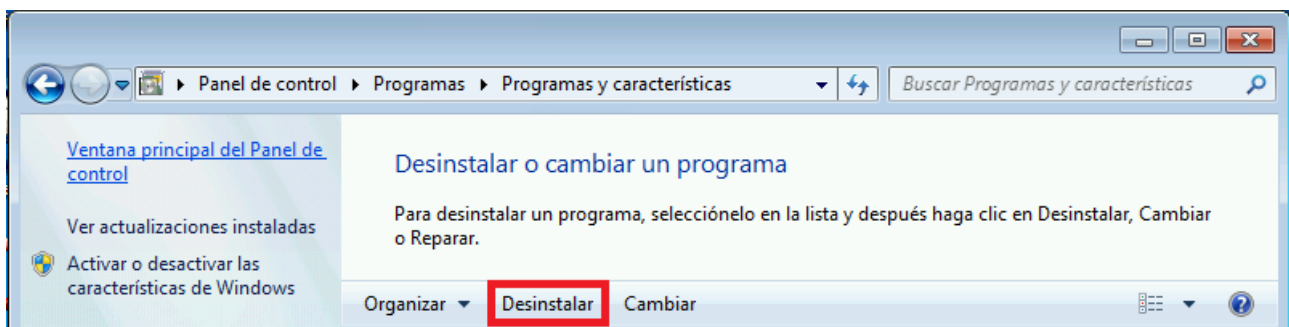 Panel de control ▸ Programas ▸ Programas y características
Buscar Programas y características
Ventana principal del Panel de
control
Ver actualizaciones instaladas
Activar o desactivar las
características de Windows
Desinstalar o cambiar un programa
Para desinstalar un programa, selecciónelo en la lista y después haga clic en Desinstalar, Cambiar
o Reparar.
Organizar Desinstalar Cambiar